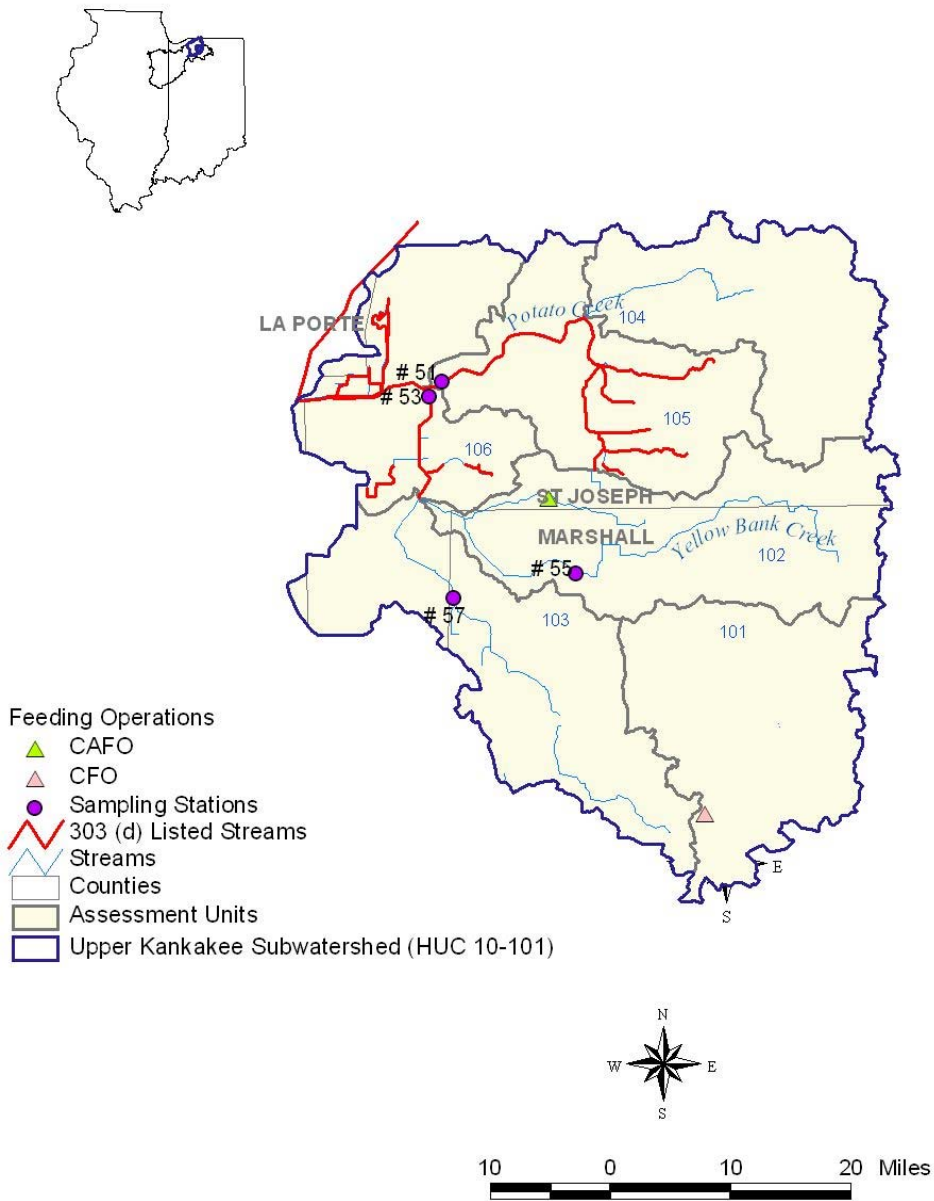 Potato Creek
104
LA PORTE
# 51
# 53
105
106
ST JOSEPH
MARSHALL
Yellow Bank Creek
102
# 55
103
101
# 57
Feeding Operations
CAFO
CFO
Sampling Stations
303 (d) Listed Streams
Streams
Counties
Assessment Units
Upper Kankakee Subwatershed (HUC 10-101)
E
S
N
W
E
S
10 0 10 20 Miles